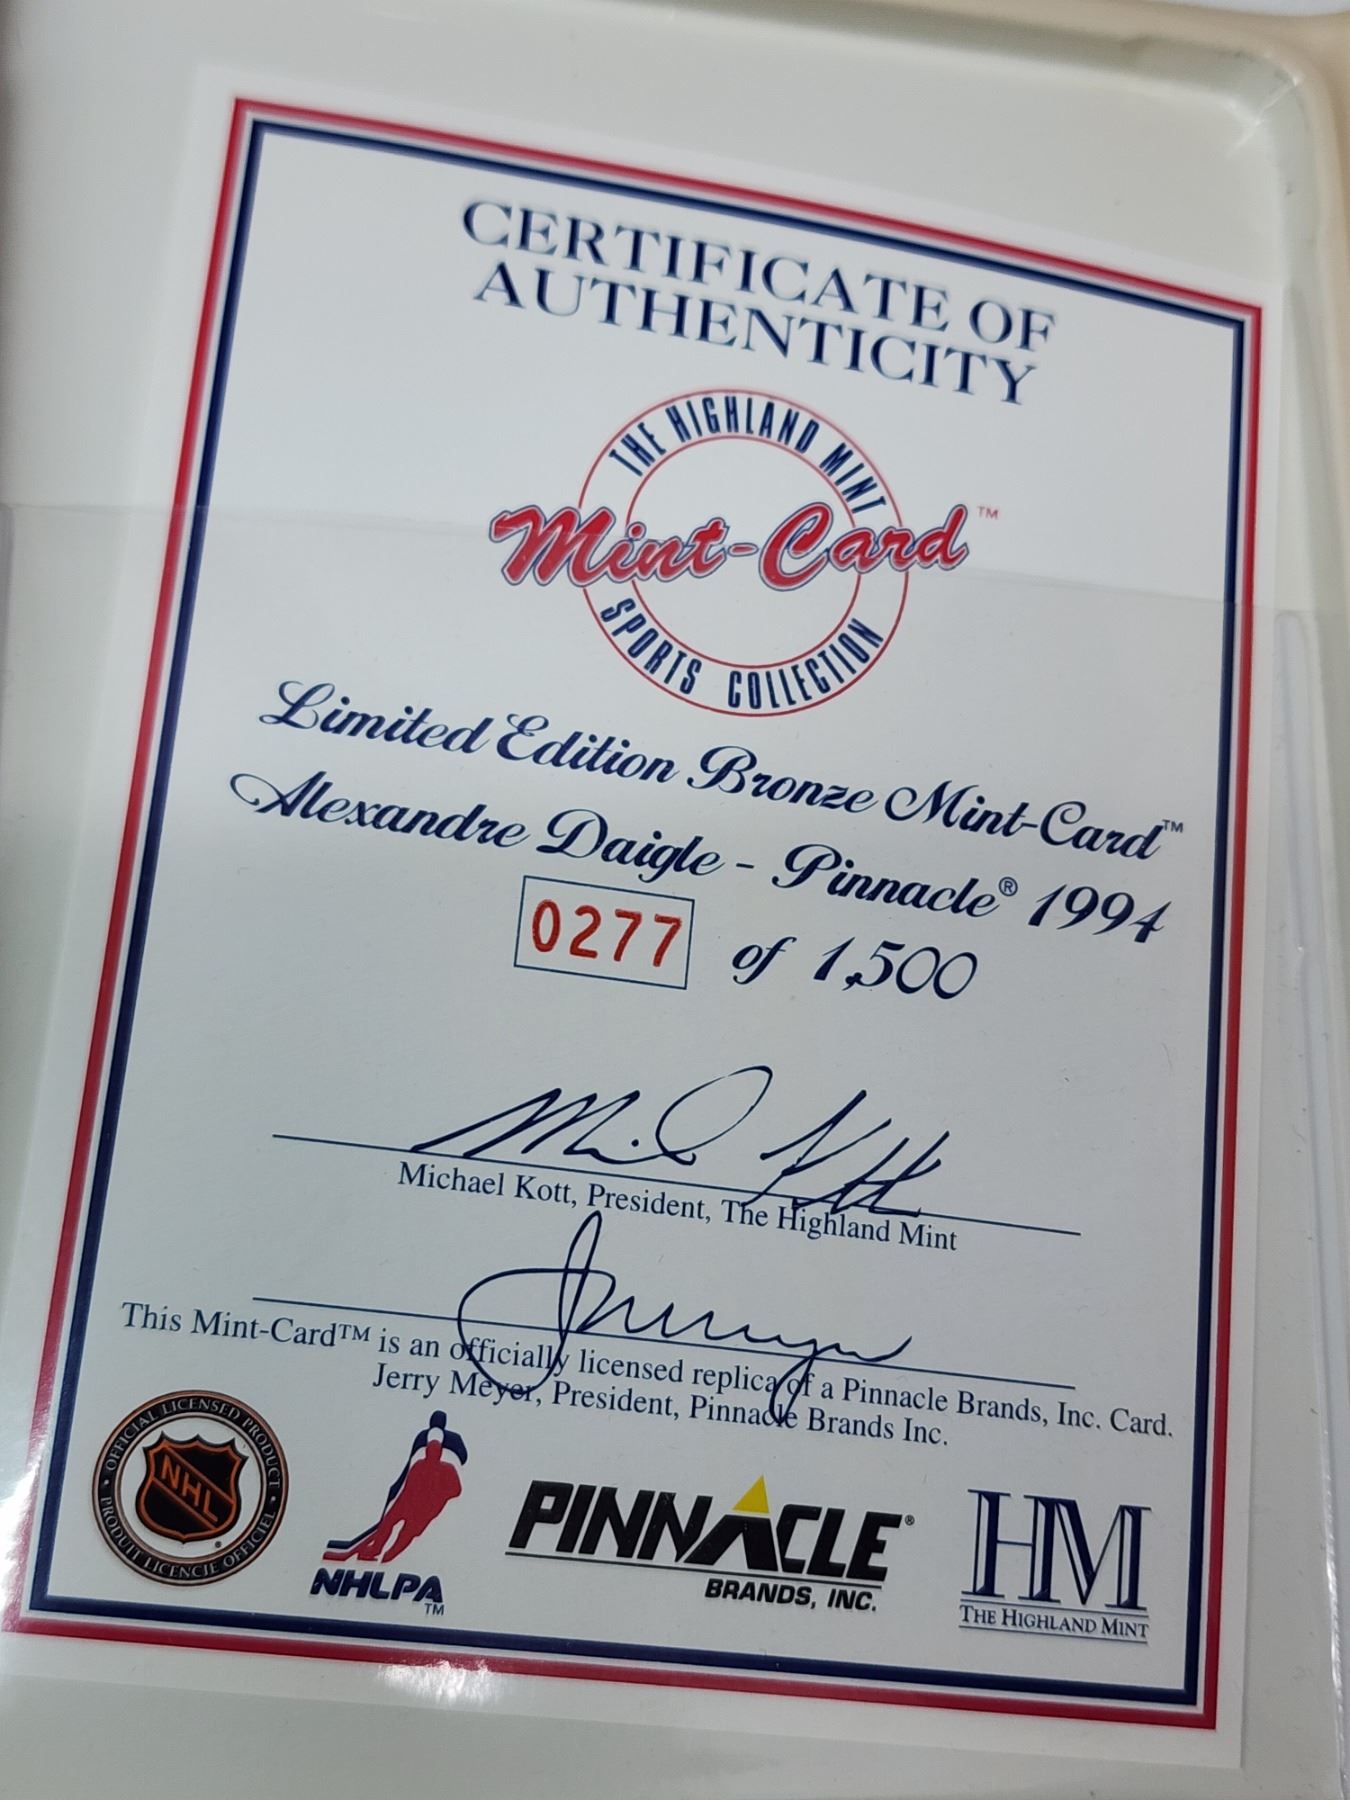 CERTIFICATE OF
AUTHENTICITY
THE HIGHLAND MINT
Mint-Card™
SPORTS COLLECTION
Limited Edition Bronze Mint-Card™
Alexandre Daigle - Pinnacle® 1994
0277 of 1,500
Michael Kott, President, The Highland Mint
This Mint-Card™ is an officially licensed replica of a Pinnacle Brands, Inc. Card.
Jerry Meyer, President, Pinnacle Brands Inc.
OFFICIAL LICENSED PRODUCT
NHL
PRODUIT LICENCIE OFFICIEL
NHLPA™
PINNACLE®
BRANDS, INC.
HM
THE HIGHLAND MINT